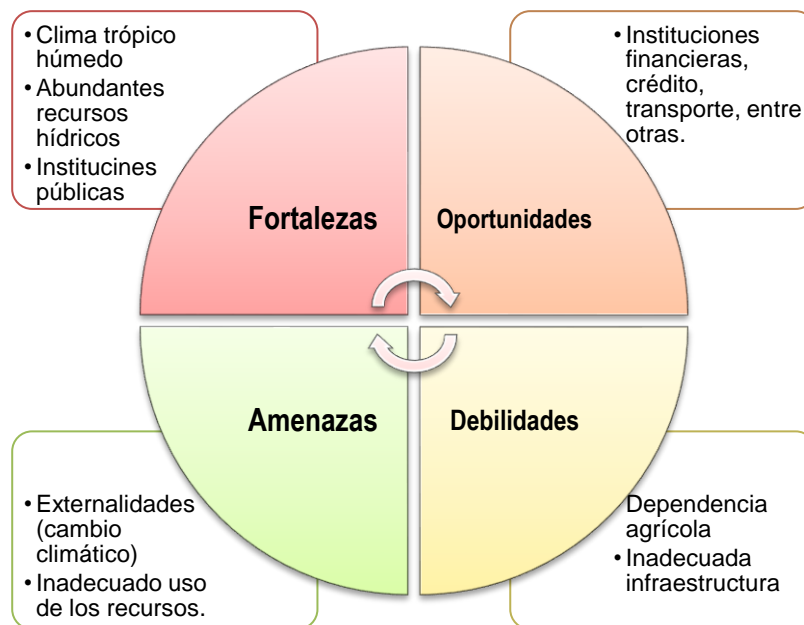 • Clima trópico
húmedo
• Abundantes
recursos
hídricos
• Institucines
públicas
• Instituciones
financieras,
crédito,
transporte, entre
otras.
Fortalezas
Oportunidades
Amenazas
Debilidades
• Externalidades
(cambio
climático)
• Inadecuado uso
de los recursos.
Dependencia
agrícola
• Inadecuada
infraestructura